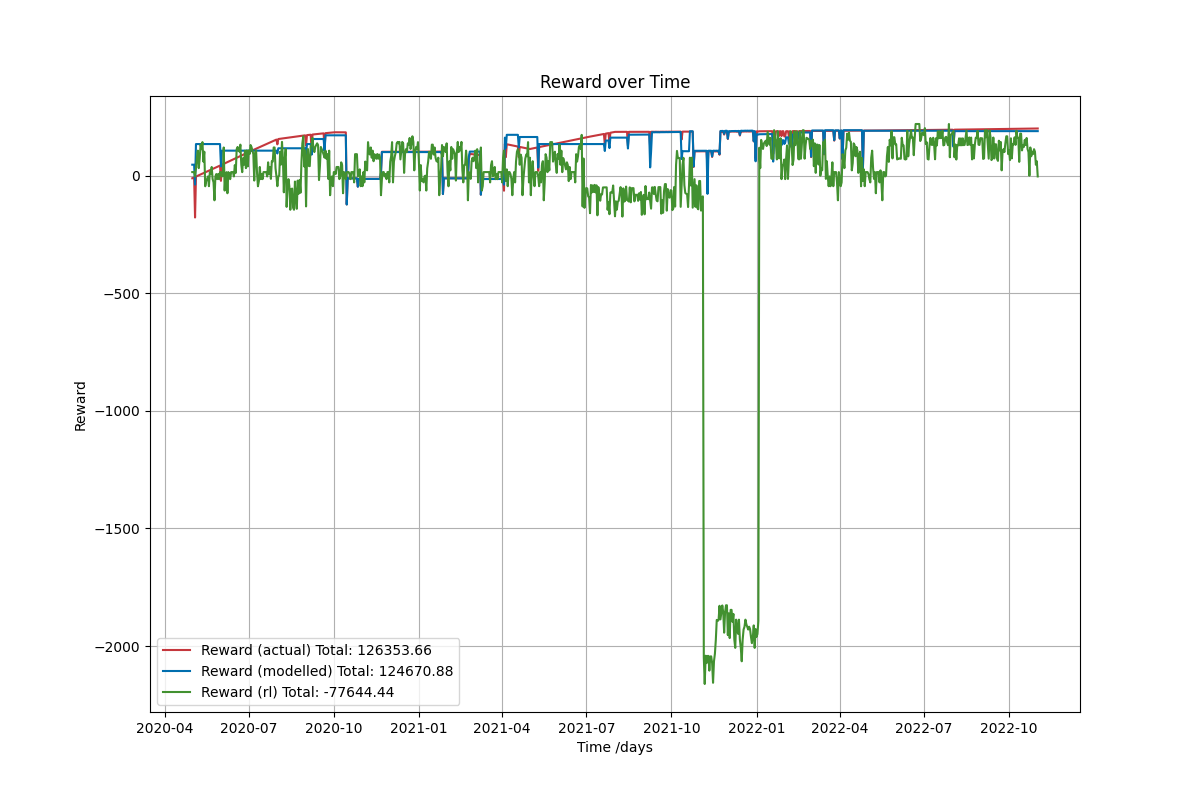 Reward over Time
Reward
0
−500
−1000
−1500
−2000
Reward (actual) Total: 126353.66
Reward (modelled) Total: 124670.88
Reward (rl) Total: -77644.44
2020-04 2020-07 2020-10 2021-01 2021-04 2021-07 2021-10 2022-01 2022-04 2022-07 2022-10
Time /days